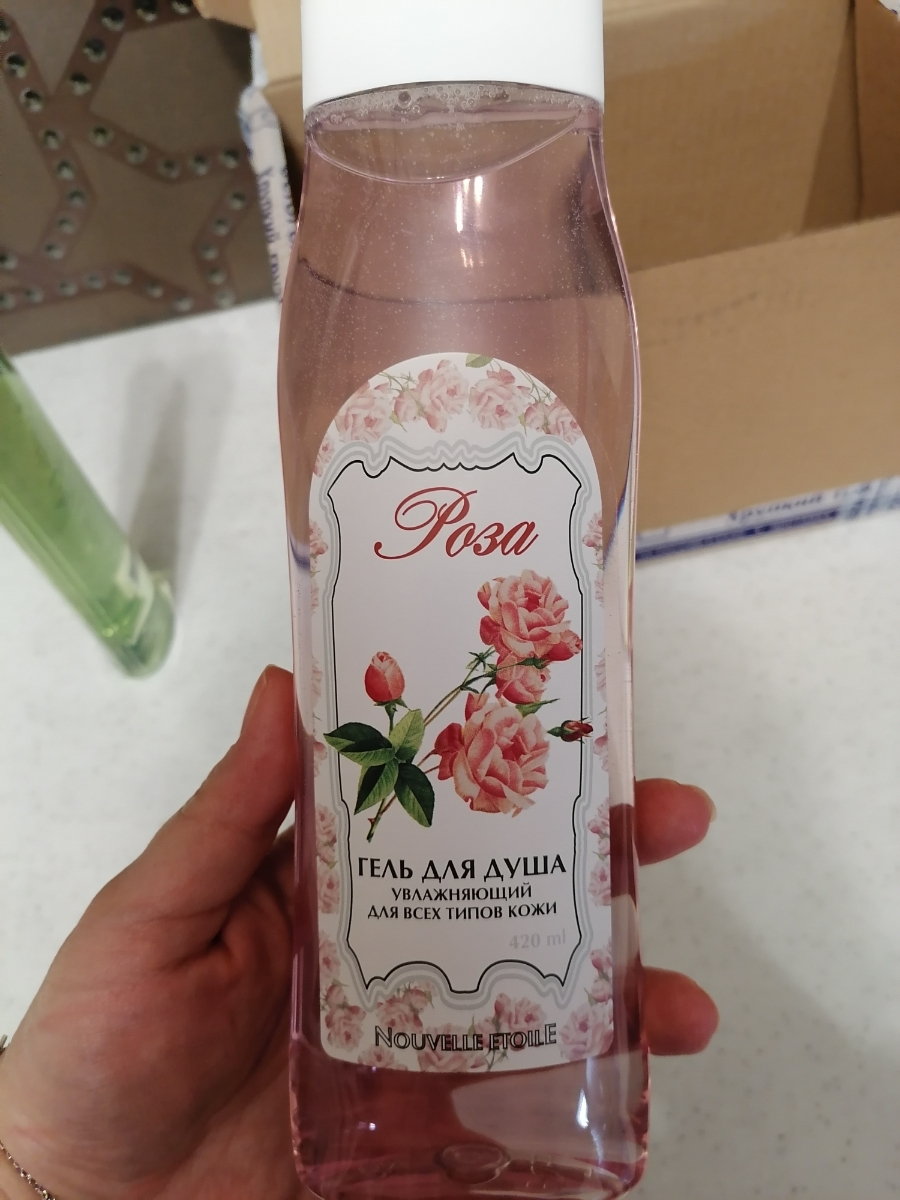 Роза
ГЕЛЬ ДЛЯ ДУША
УВЛАЖНЯЮЩИЙ
ДЛЯ ВСЕХ ТИПОВ КОЖИ
420 ml
NOUVELLE ETOILE